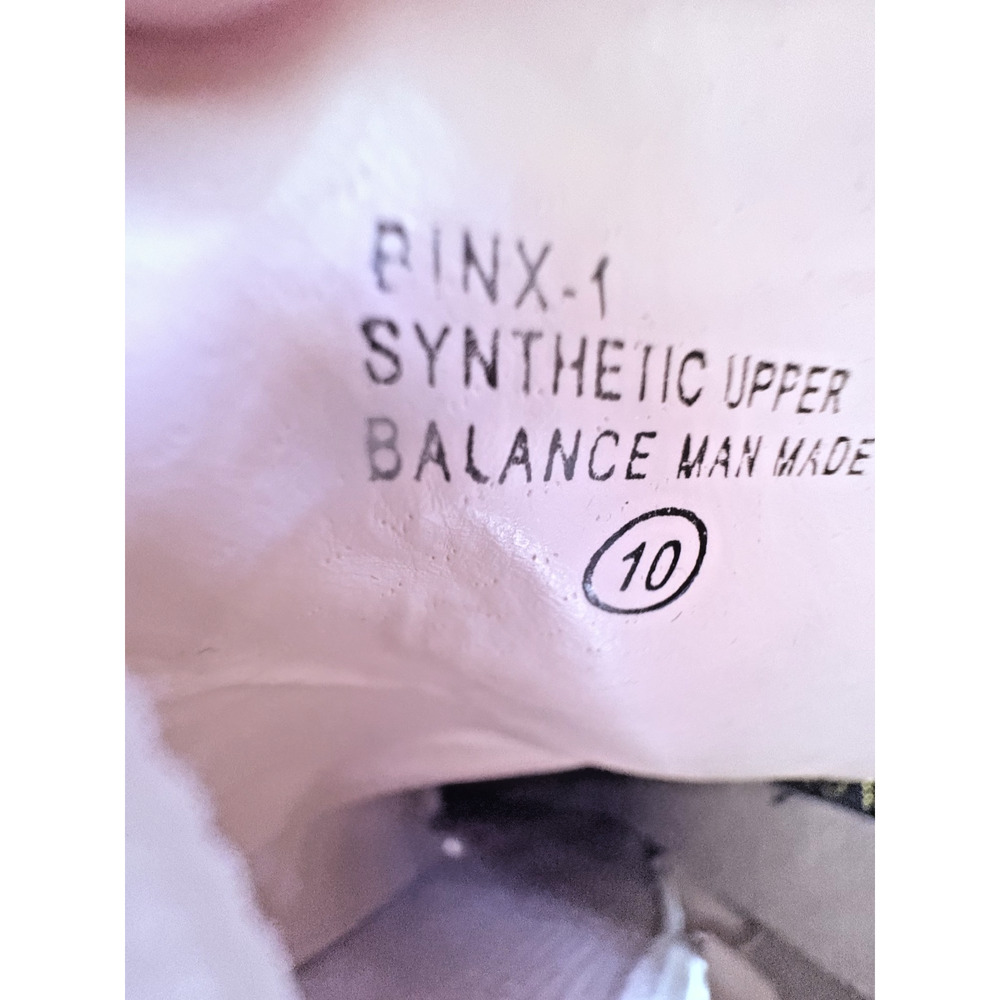 BINX-1
SYNTHETIC UPPER
BALANCE MAN MADE
10